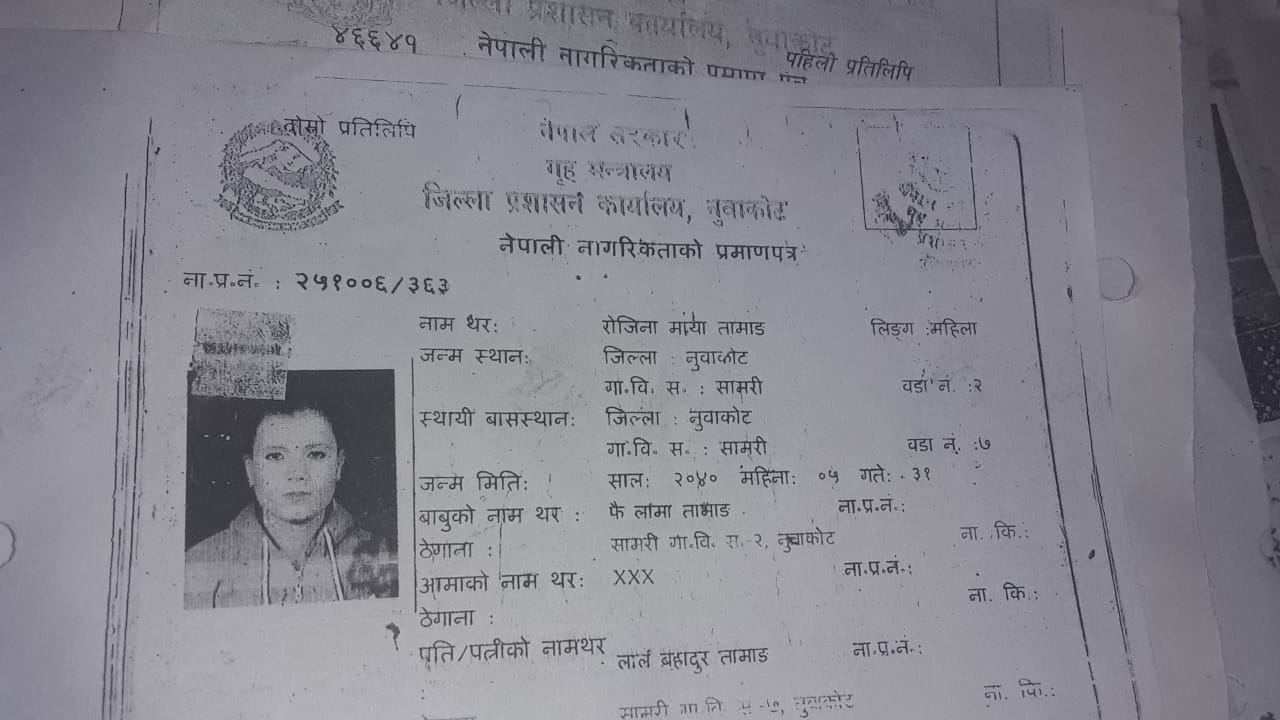 जिल्ला प्रशासन कार्यालय, नुवाकोट
४६६४१ नेपाली नागरिकताको प्रमाण पहिलो प्रतिलिपि
प्रतिलिपि
नेपाल सरकार
गृह मन्त्रालय
जिल्ला प्रशासन कार्यालय, नुवाकोट
नेपाली नागरिकताको प्रमाणपत्र
ना.प्र.नं. : २५१००६/३६३
नाम थर: रोजिना माया तामाङ लिङ्ग :महिला
जन्म स्थान: जिल्ला : नुवाकोट
गा.वि. स. : सामरी वडा नं. :२
स्थायी बासस्थान: जिल्ला : नुवाकोट
गा.वि. स. : सामरी वडा नं. :७
जन्म मिति: साल: २०४० महिना: ०५ गते: ३१
बाबुको नाम थर : फै लामा तामाङ ना.प्र.नं.:
ठेगाना : सामरी गा.वि. स.-२, नुवाकोट ना. कि.:
आमाको नाम थर: XXX ना.प्र.नं.:
ठेगाना : ना. कि.:
पति/पत्नीको नामथर लाल बहादुर तामाङ ना.प्र.नं.:
: सामरी गा.वि. स.-७, नुवाकोट ना. कि.: